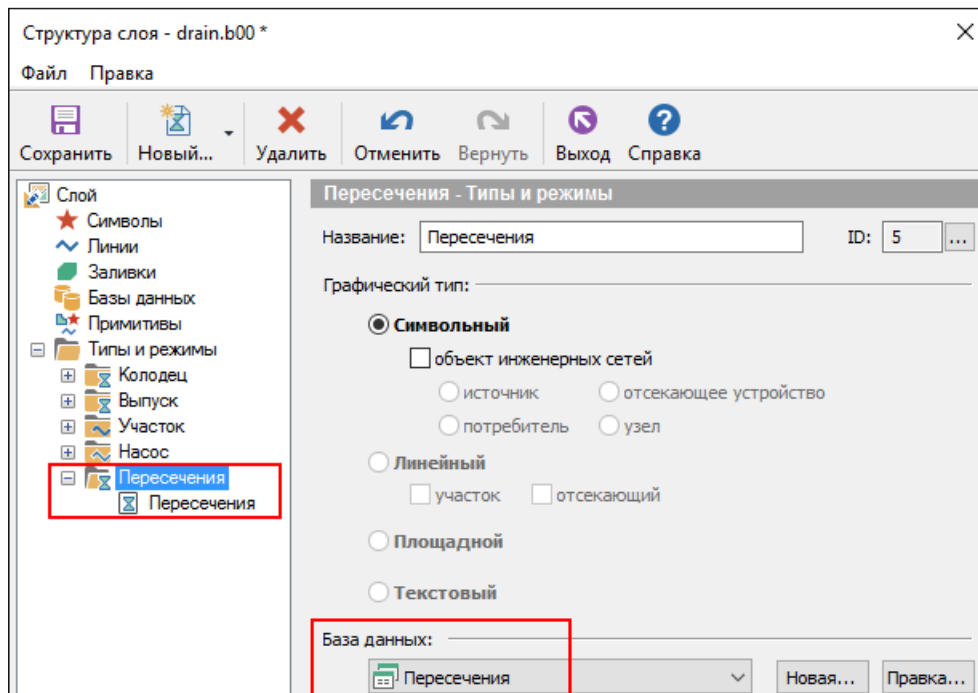 Структура слоя - drain.b00 *
Файл Правка
Сохранить Новый... Удалить Отменить Вернуть Выход Справка
Слой
Символы
Линии
Заливки
Базы данных
Примитивы
Типы и режимы
Колодец
Выпуск
Участок
Насос
Пересечения
Пересечения
Пересечения - Типы и режимы
Название: Пересечения ID: 5 ...
Графический тип:
Символьный
объект инженерных сетей
источник отсекающее устройство
потребитель узел
Линейный
участок отсекающий
Площадной
Текстовый
База данных:
Пересечения Новая... Правка...